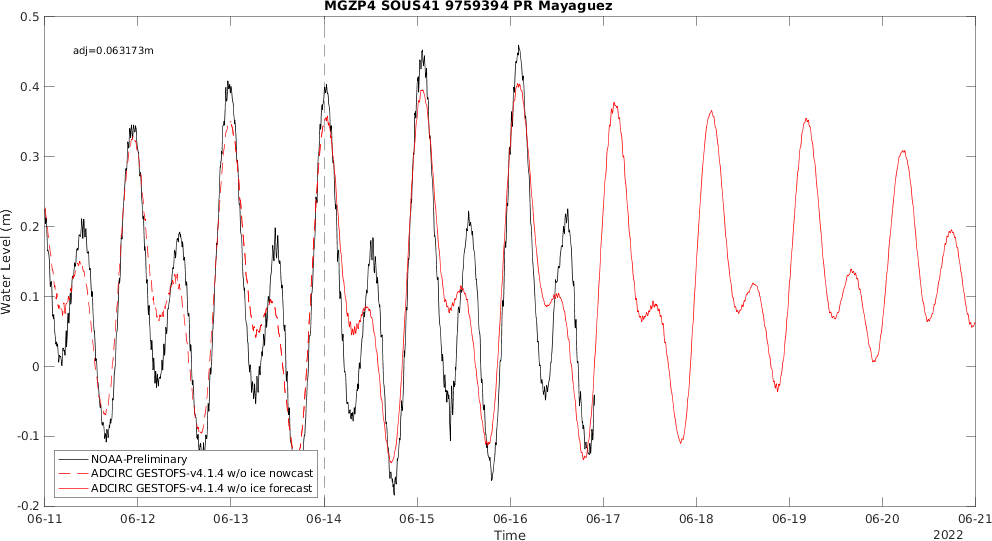 MGZP4 SOUS41 9759394 PR Mayaguez
adj=0.063173m
0.5
0.4
0.3
0.2
0.1
0
-0.1
-0.2
Water Level (m)
NOAA-Preliminary
ADCIRC GESTOFS-v4.1.4 w/o ice nowcast
ADCIRC GESTOFS-v4.1.4 w/o ice forecast
06-11 06-12 06-13 06-14 06-15 06-16 06-17 06-18 06-19 06-20 06-21
Time
2022